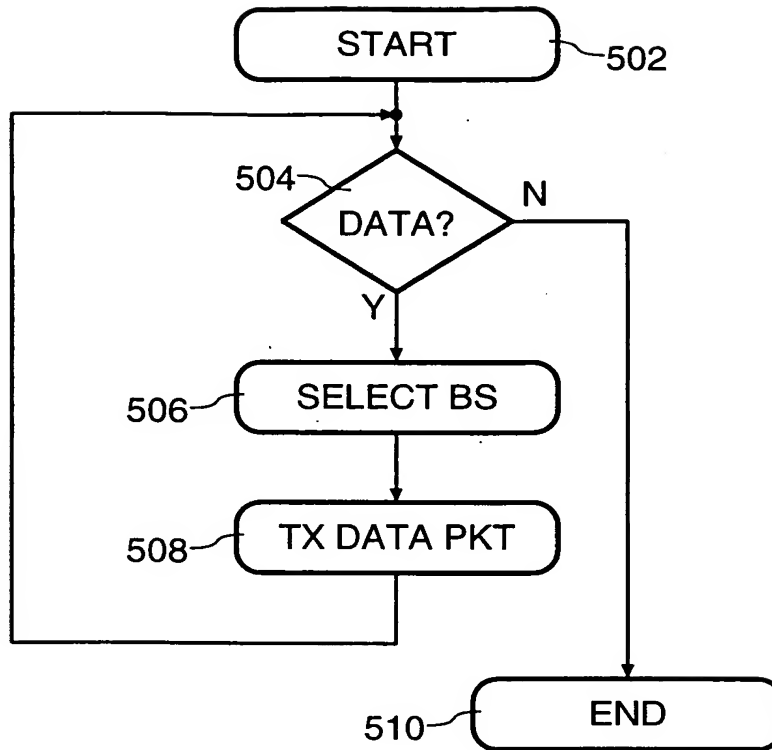 START
502
504
DATA?
N
Y
506
SELECT BS
508
TX DATA PKT
510
END